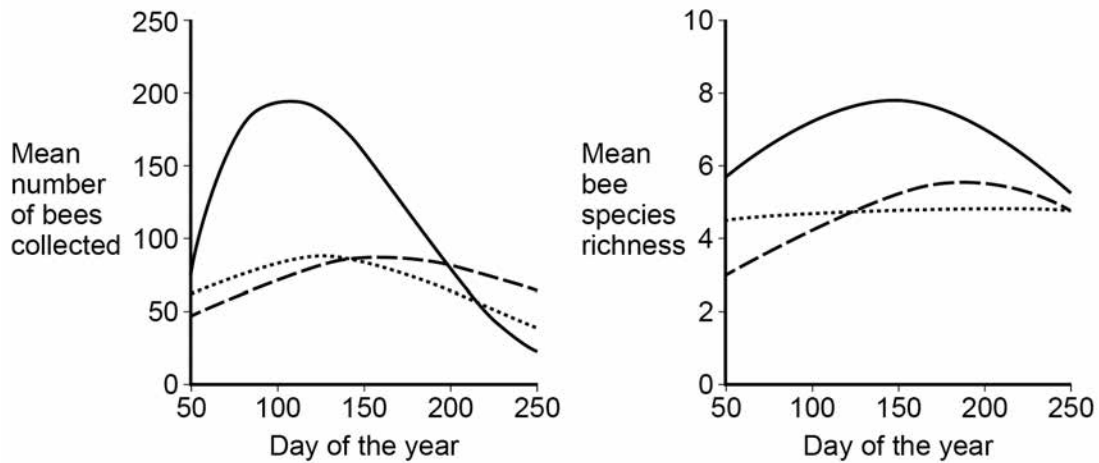 250
200
150
100
50
0
Mean
number
of bees
collected
50 100 150 200 250
Day of the year
10
8
6
4
2
0
Mean
bee
species
richness
50 100 150 200 250
Day of the year